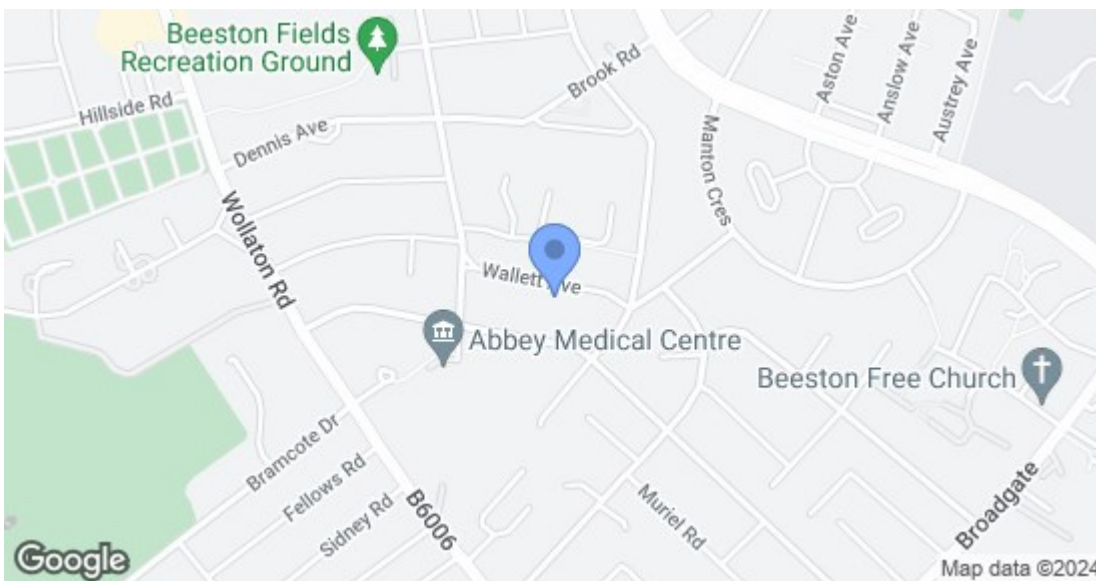 Beeston Fields
Recreation Ground
Hillside Rd
Dennis Ave
Brook Rd
Aston Ave
Anslow Ave
Austrey Ave
Manton Cres
Wollaton Rd
Wallett Ave
Abbey Medical Centre
Beeston Free Church
Bramcote Dr
Fellows Rd
Sidney Rd
B6006
Muriel Rd
Broadgate
Google
Map data ©2024